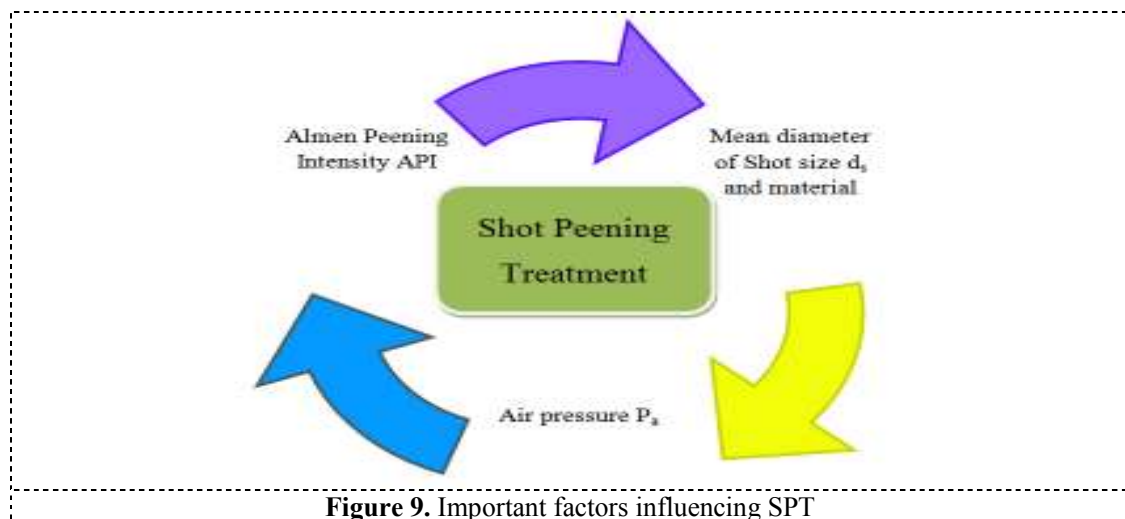 Almen Peening
Intensity API
Mean diameter
of Shot size dₛ
and material
Shot Peening
Treatment
Air pressure Pₐ
Figure 9. Important factors influencing SPT